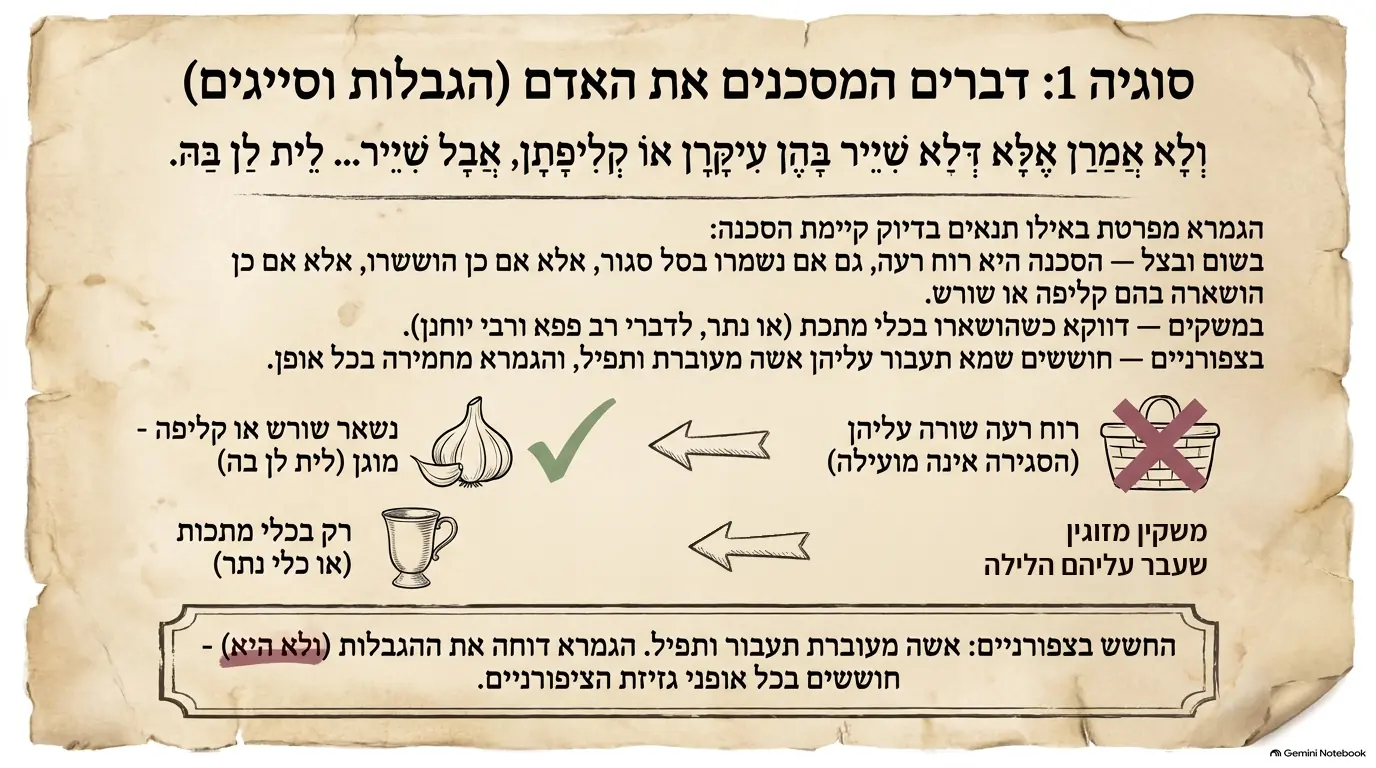 סוגיה 1: דברים המסכנים את האדם (הגבלות וסייגים)
וְלָא אֲמַרַן אֶלָּא דְּלָא שִׁיֵּיר בָּהֶן עִיקָּרָן אוֹ קְלִיפָּתָן, אֲבָל שִׁיֵּיר... לֵית לַן בַּהּ.
הגמרא מפרטת באילו תנאים בדיוק קיימת הסכנה:
בשום ובצל — הסכנה היא רוח רעה, גם אם נשמרו בסל סגור, אלא אם כן הוששרו, אלא אם כן
הושארה בהם קליפה או שורש.
במשקים — דווקא כשהושארו בכלי מתכת (או נתר, לדברי רב פפא ורבי יוחנן).
בצפורניים — חוששים שמא תעבור עליהן אשה מעוברת ותפיל, והגמרא מחמירה בכל אופן.
רוח רעה שורה עליהן
(הסגירה אינה מועילה)
נשאר שורש או קליפה -
מוגן (לית לן בה)
משקין מזוגין
שעבר עליהם הלילה
רק בכלי מתכות
(או כלי נתר)
החשש בצפורניים: אשה מעוברת תעבור ותפיל. הגמרא דוחה את ההגבלות (ולא היא) -
חוששים בכל אופני גזיזת הציפורניים.
Gemini Notebook